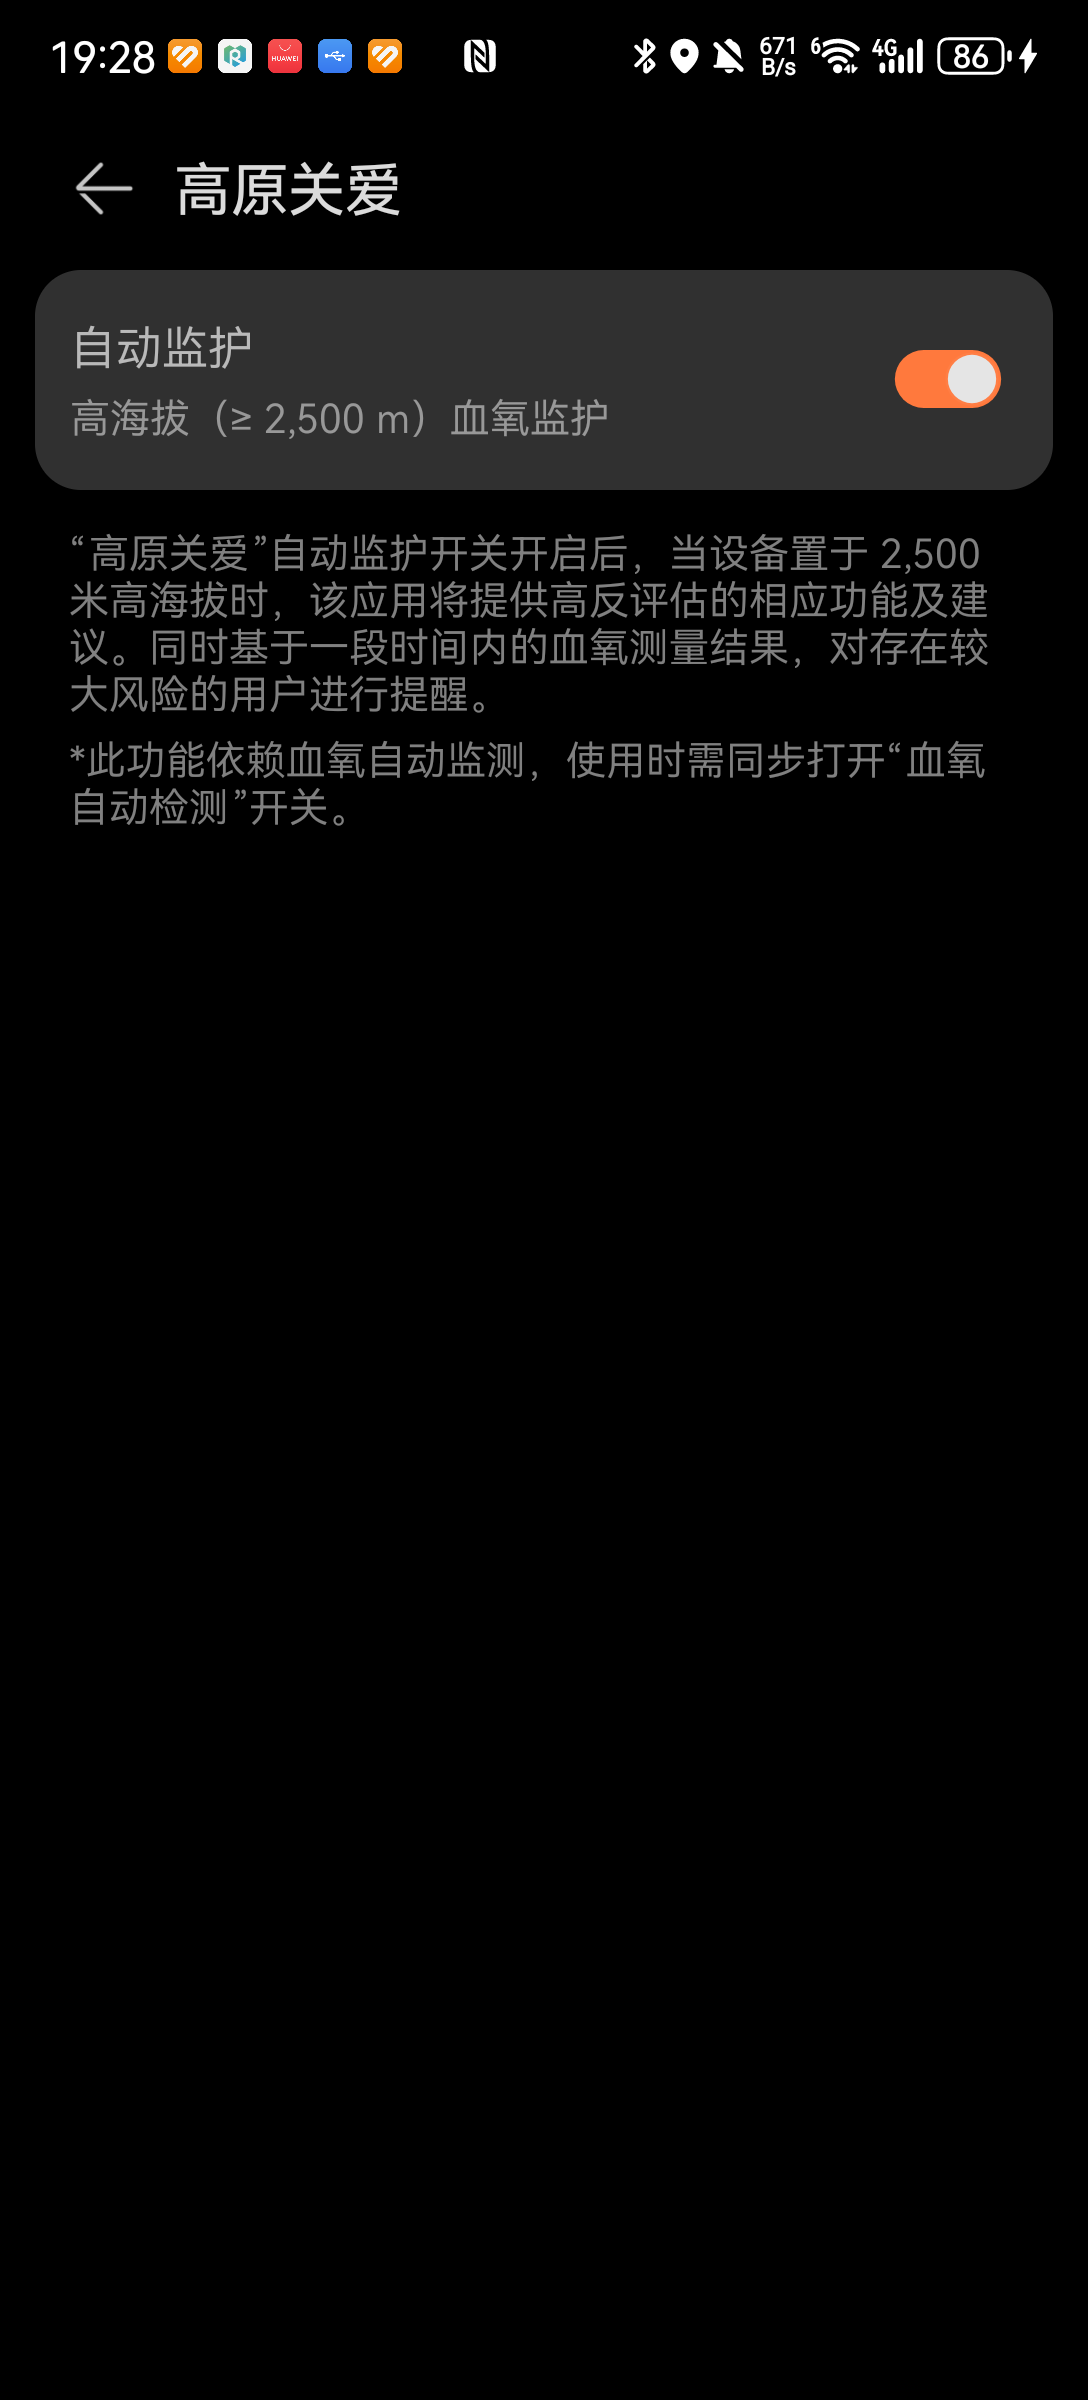 19:28
HUAWEI
671 B/s
6
4G
86
高原关爱
自动监护
高海拔（≥ 2,500 m）血氧监护
“高原关爱”自动监护开关开启后，当设备置于 2,500
米高海拔时，该应用将提供高反评估的相应功能及建
议。同时基于一段时间内的血氧测量结果，对存在较
大风险的用户进行提醒。
*此功能依赖血氧自动监测，使用时需同步打开“血氧
自动检测”开关。